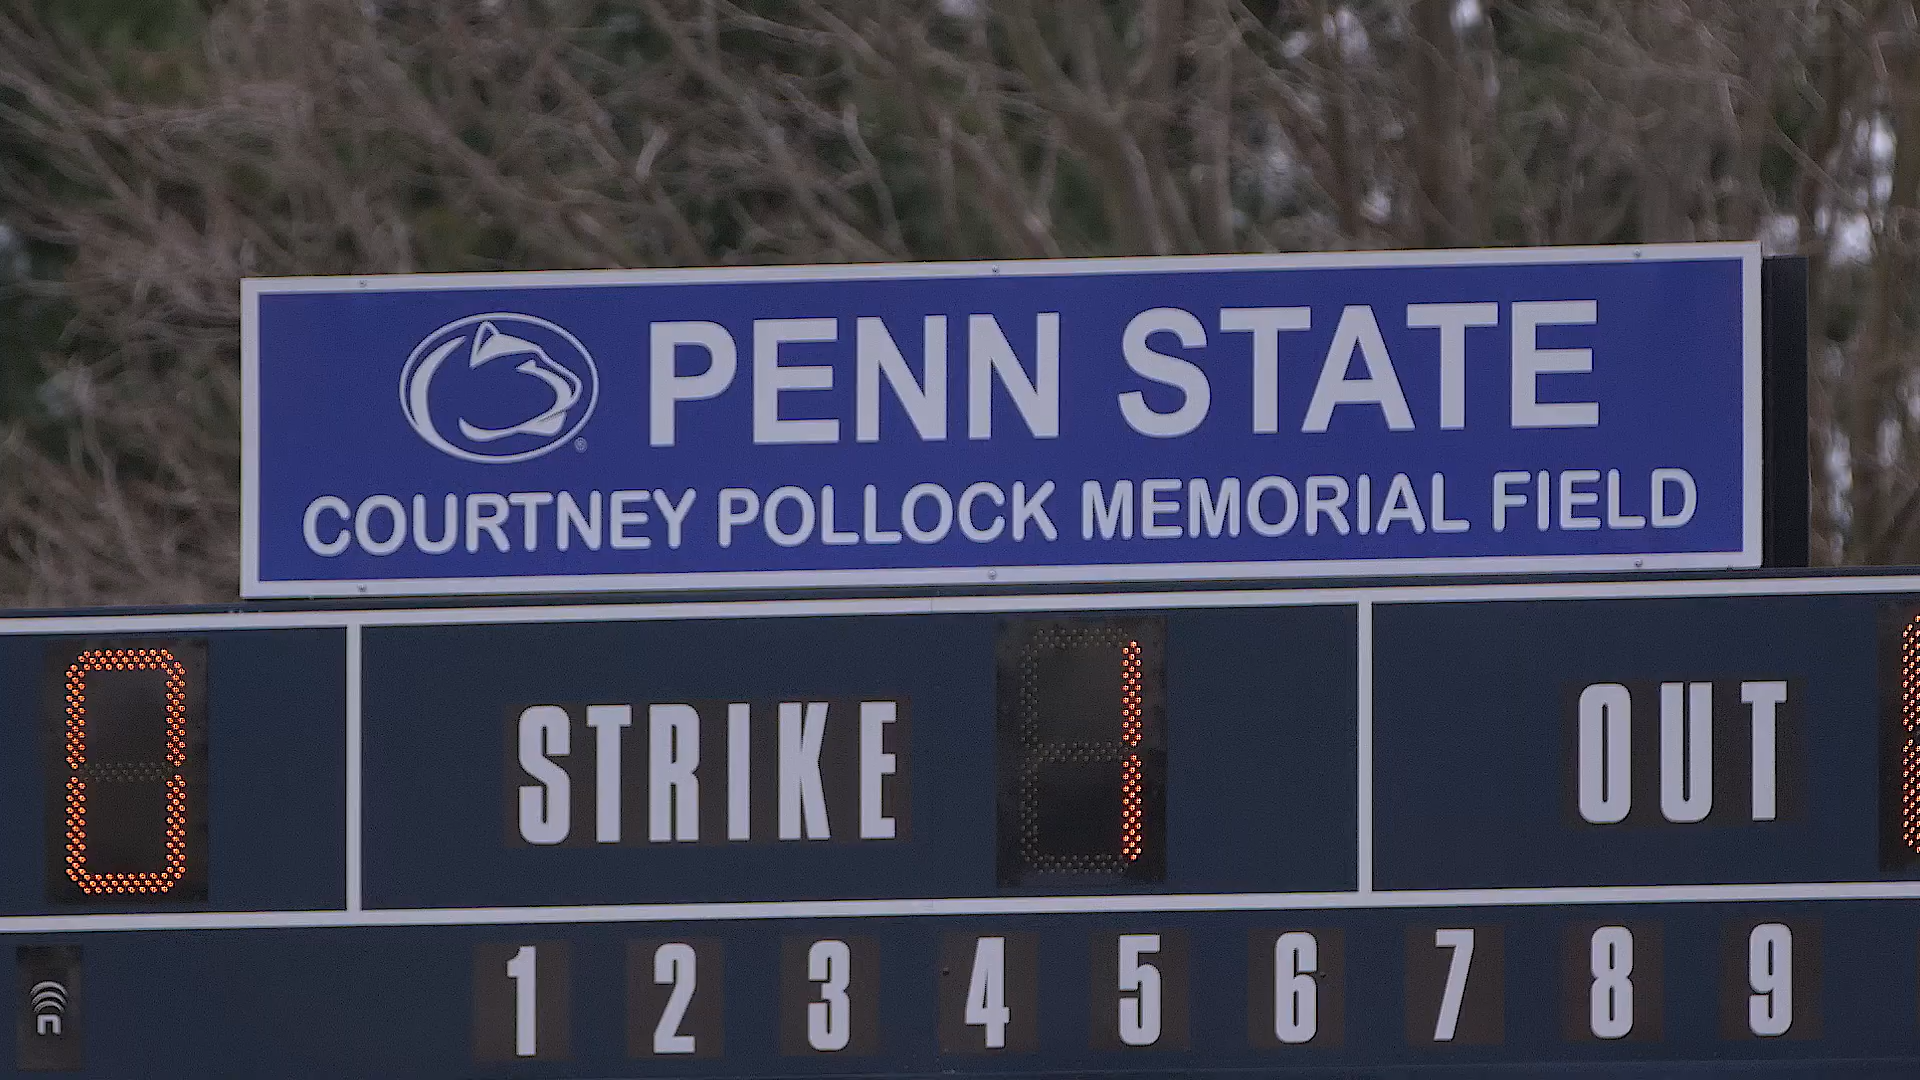 PENN STATE
COURTNEY POLLOCK MEMORIAL FIELD
0 STRIKE 1 OUT
1 2 3 4 5 6 7 8 9